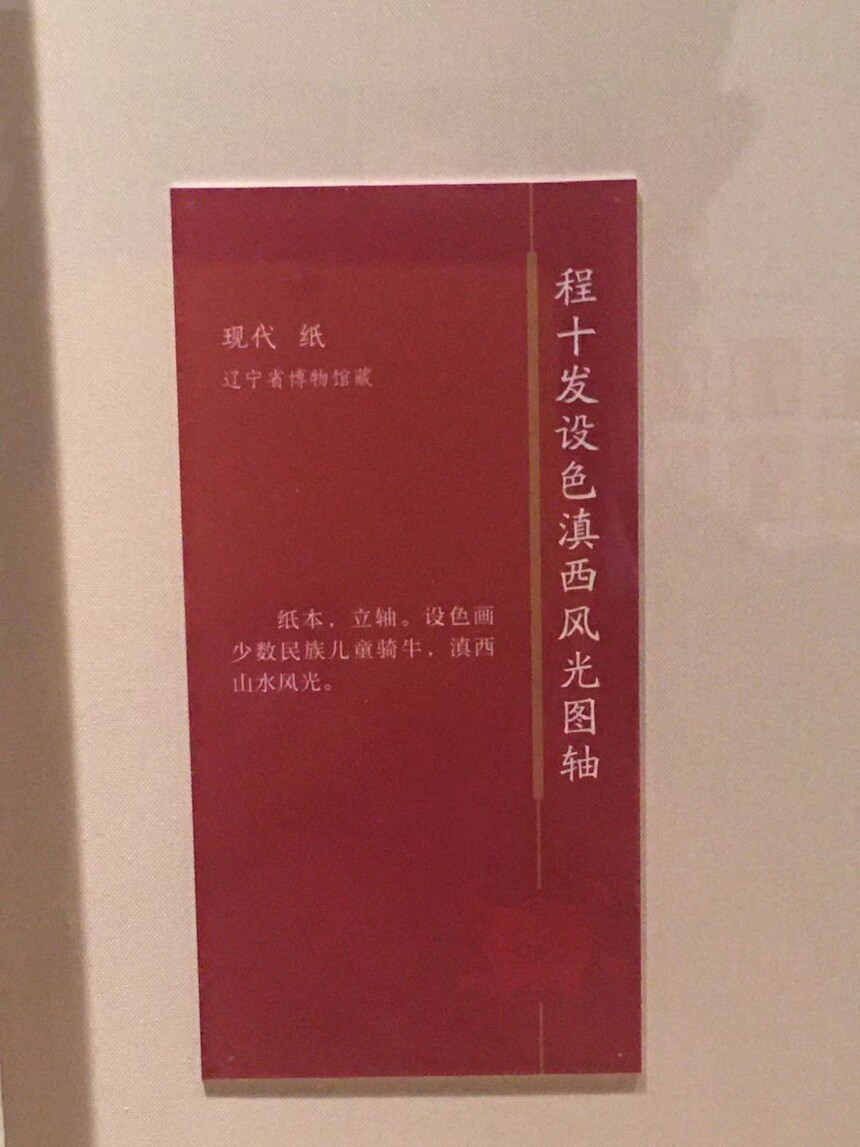 程十发设色滇西风光图轴
现代 纸
辽宁省博物馆藏
纸本，立轴。设色画
少数民族儿童骑牛，滇西
山水风光。